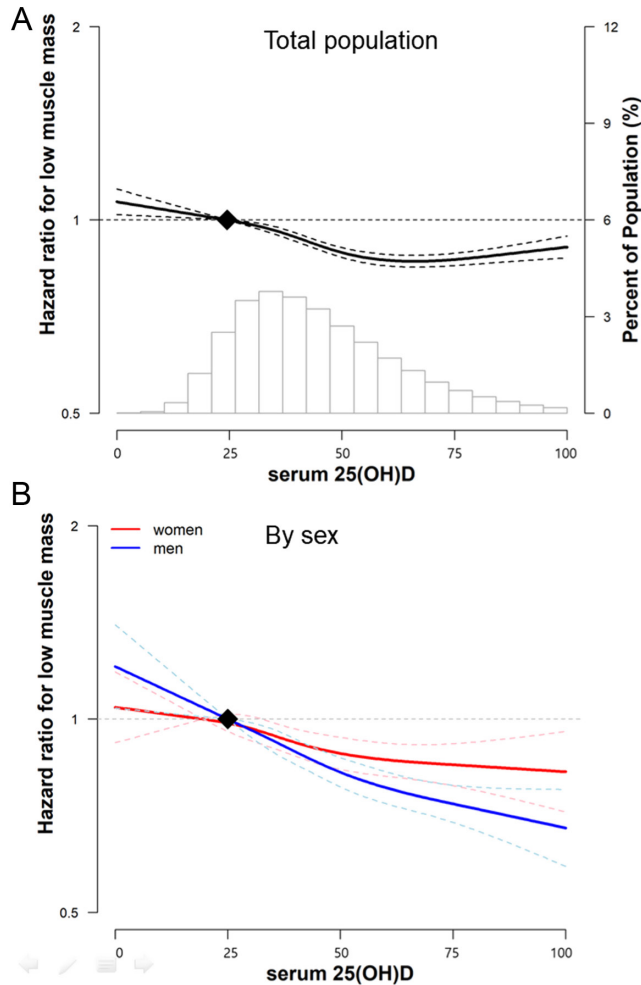 A
Total population
Hazard ratio for low muscle mass
2
1
0.5
12
9
6
3
0
Percent of Population (%)
0 25 50 75 100
serum 25(OH)D
B
By sex
women
men
Hazard ratio for low muscle mass
2
1
0.5
0 25 50 75 100
serum 25(OH)D